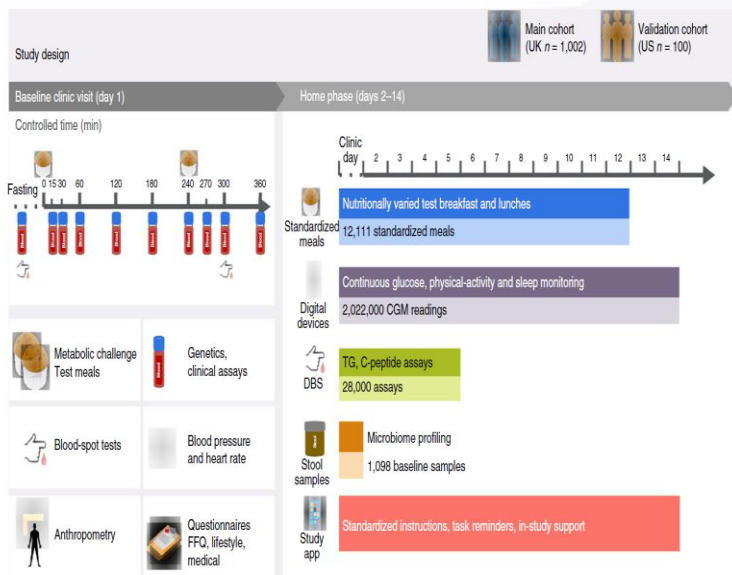 Main cohort
(UK n = 1,002)
Validation cohort
(US n = 100)
Study design
Baseline clinic visit (day 1)
Home phase (days 2–14)
Controlled time (min)
Fasting
0 15 30 60 120 180 240 270 300 360
Blood Blood Blood Blood Blood Blood Blood Blood Blood Blood
Clinic
day 2 3 4 5 6 7 8 9 10 11 12 13 14
Standardized
meals
Nutritionally varied test breakfast and lunches
12,111 standardized meals
Digital
devices
Continuous glucose, physical-activity and sleep monitoring
2,022,000 CGM readings
DBS
TG, C-peptide assays
28,000 assays
Stool
samples
Microbiome profiling
1,098 baseline samples
Study
app
Standardized instructions, task reminders, in-study support
Metabolic challenge
Test meals
Genetics,
clinical assays
Blood-spot tests
Blood pressure
and heart rate
Anthropometry
Questionnaires
FFQ, lifestyle,
medical